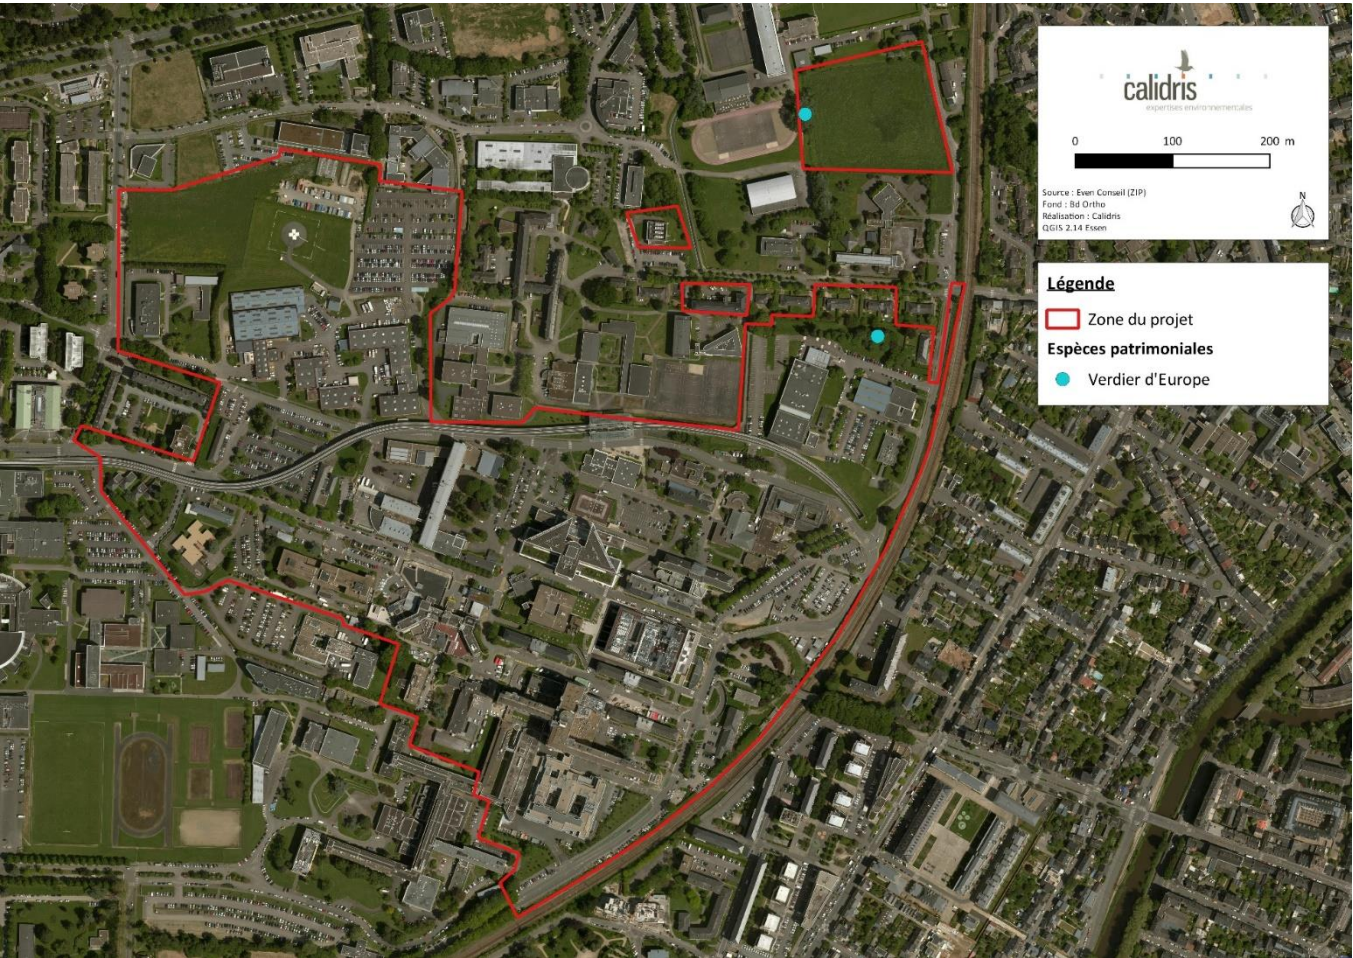 calidris
expertises environnementales
0 100 200 m
Source : Even Conseil (ZIP)
Fond : Bd Ortho
Réalisation : Calidris
QGIS 2.14 Essen
N
Légende
Zone du projet
Espèces patrimoniales
Verdier d'Europe